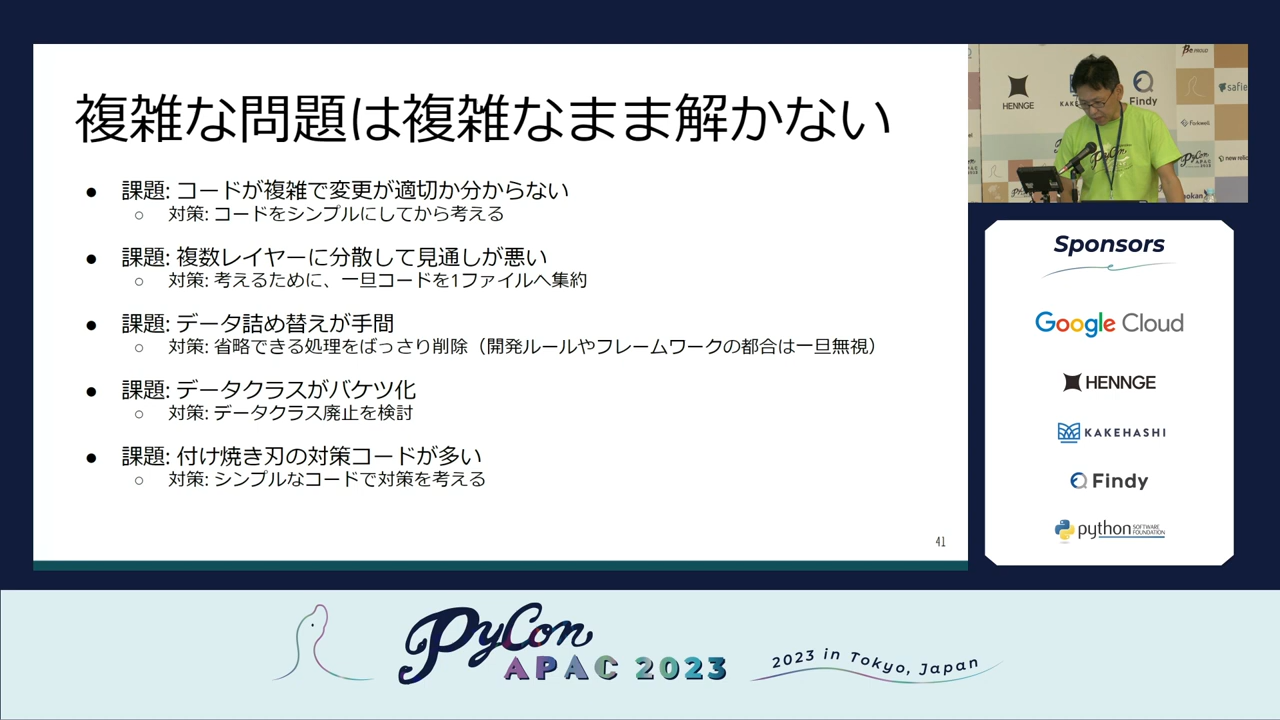 複雑な問題は複雑なまま解かない
● 課題: コードが複雑で変更が適切か分からない
○ 対策: コードをシンプルにしてから考える
● 課題: 複数レイヤーに分散して見通しが悪い
○ 対策: 考えるために、一旦コードを1ファイルへ集約
● 課題: データ詰め替えが手間
○ 対策: 省略できる処理をばっさり削除（開発ルールやフレームワークの都合は一旦無視）
● 課題: データクラスがバケツ化
○ 対策: データクラス廃止を検討
● 課題: 付け焼き刃の対策コードが多い
○ 対策: シンプルなコードで対策を考える
41
HENNGE
Findy
safie
new relic
PyCon
APAC
Sponsors
Google Cloud
HENNGE
KAKEHASHI
Findy
python SOFTWARE FOUNDATION
PyCon
APAC 2023
2023 in Tokyo, Japan